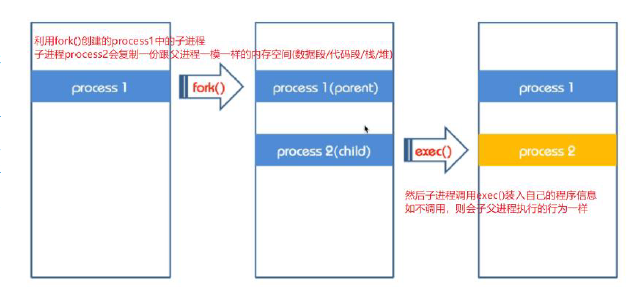 利用fork()创建的process1中的子进程
子进程process2会复制一份跟父进程一模一样的内存空间(数据段/代码段/栈/堆)
process 1
fork()
process 1(parent)
process 2(child)
exec()
process 1
process 2
然后子进程调用exec()装入自己的程序信息
如不调用，则会子父进程执行的行为一样